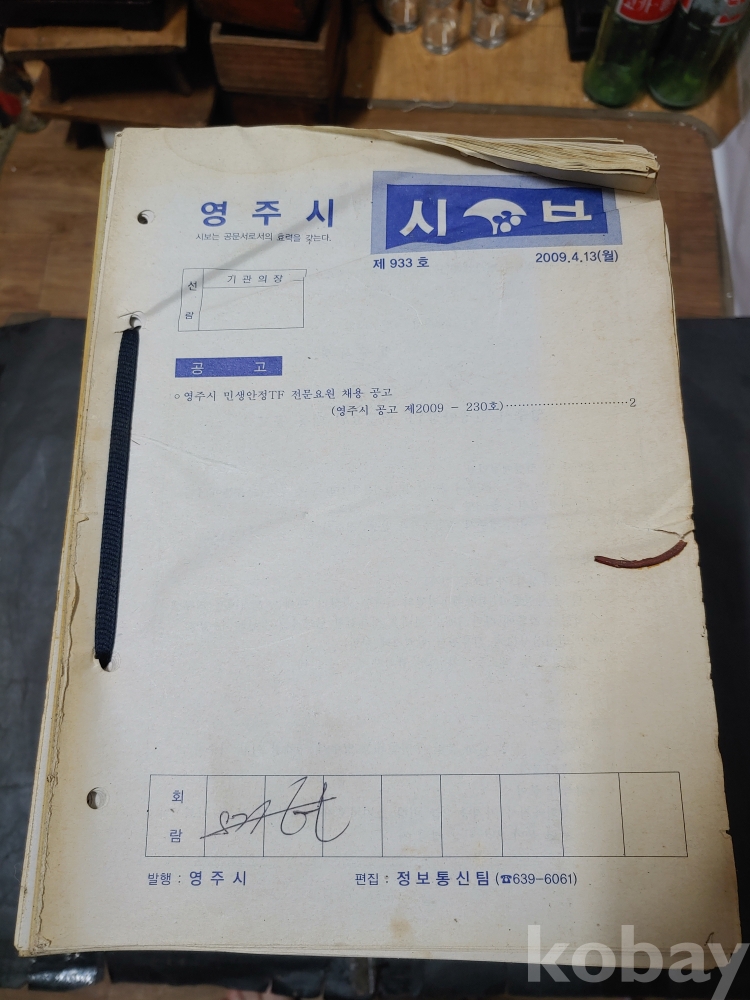 영주시
시보
시보는 공문서로서의 효력을 갖는다.
제 933 호
2009.4.13(월)
선람
기관의장
공 고
○영주시 민생안정TF 전문요원 채용 공고
(영주시 공고 제2009 - 230호)······························2
회람
발행 : 영주시
편집 : 정보통신팀 (☎639-6061)
kobay